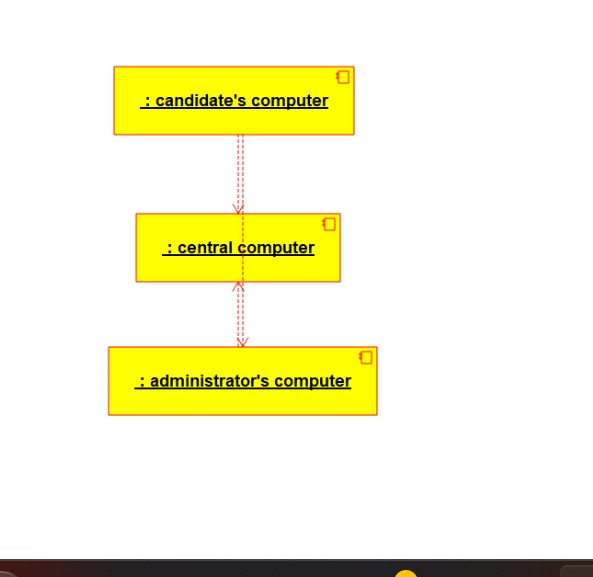 : candidate's computer
: central computer
: administrator's computer